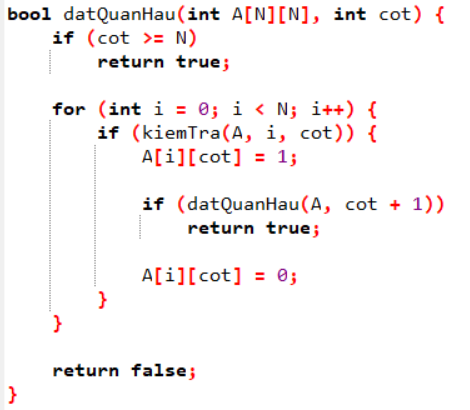 bool datQuanHau(int A[N][N], int cot) {
    if (cot >= N)
        return true;

    for (int i = 0; i < N; i++) {
        if (kiemTra(A, i, cot)) {
            A[i][cot] = 1;

            if (datQuanHau(A, cot + 1))
                return true;

            A[i][cot] = 0;
        }
    }

    return false;
}